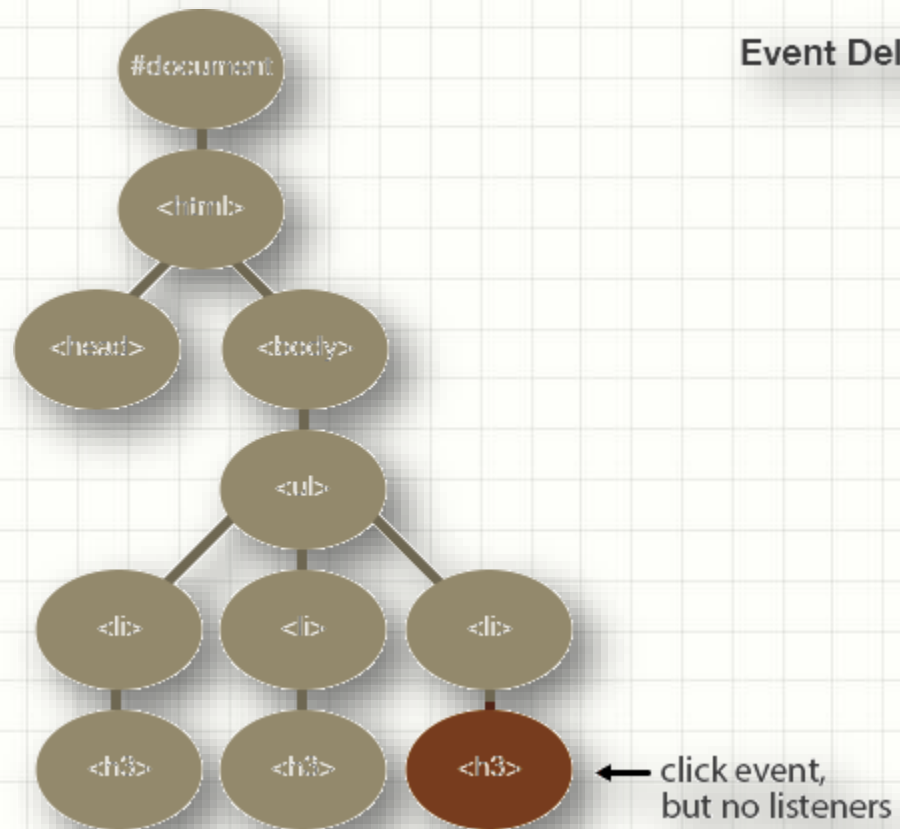 #document
Event Del
<html>
<head> <body>
<ul>
<li> <li> <li>
<h3> <h3> <h3>
click event,
but no listeners